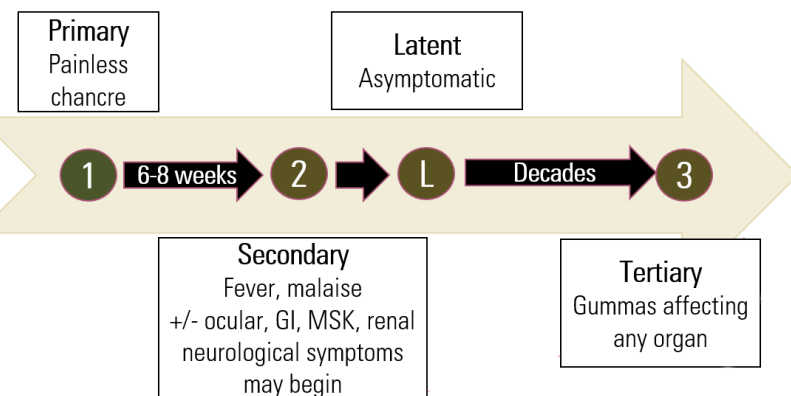 Primary
Painless
chancre
Latent
Asymptomatic
1
6-8 weeks
2
L
Decades
3
Secondary
Fever, malaise
+/- ocular, GI, MSK, renal
neurological symptoms
may begin
Tertiary
Gummas affecting
any organ